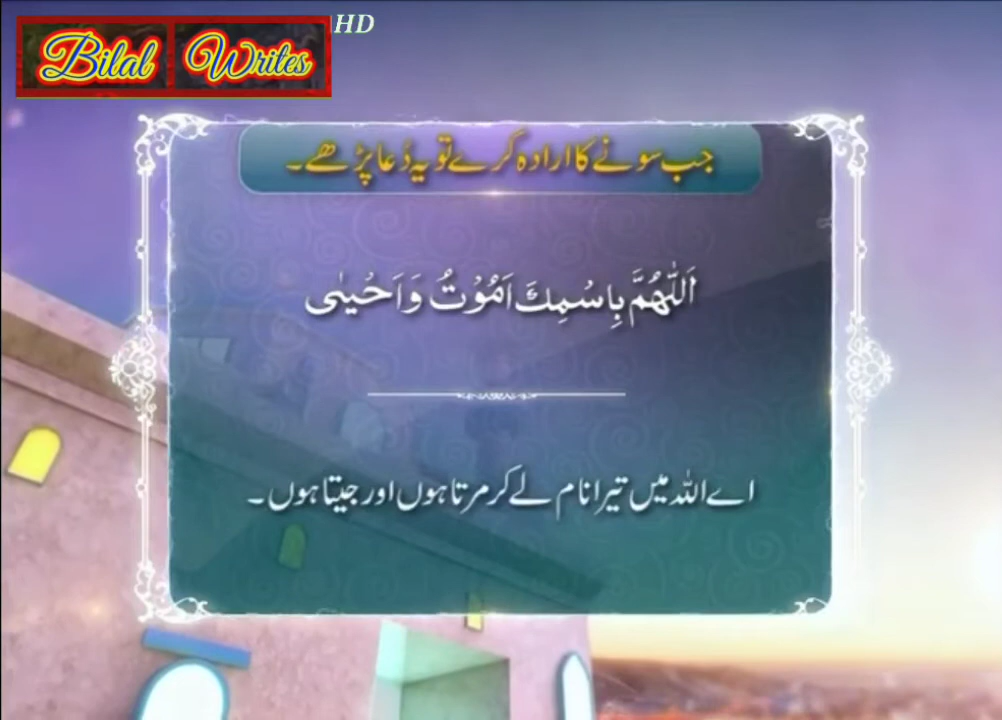 Bilal Writes HD
جب سونے کا ارادہ کرے تو یہ دُعا پڑھے۔
اَللّٰهُمَّ بِاسْمِكَ اَمُوْتُ وَاَحْیٰی
اے اللہ میں تیرا نام لے کر مرتا ہوں اور جیتا ہوں۔